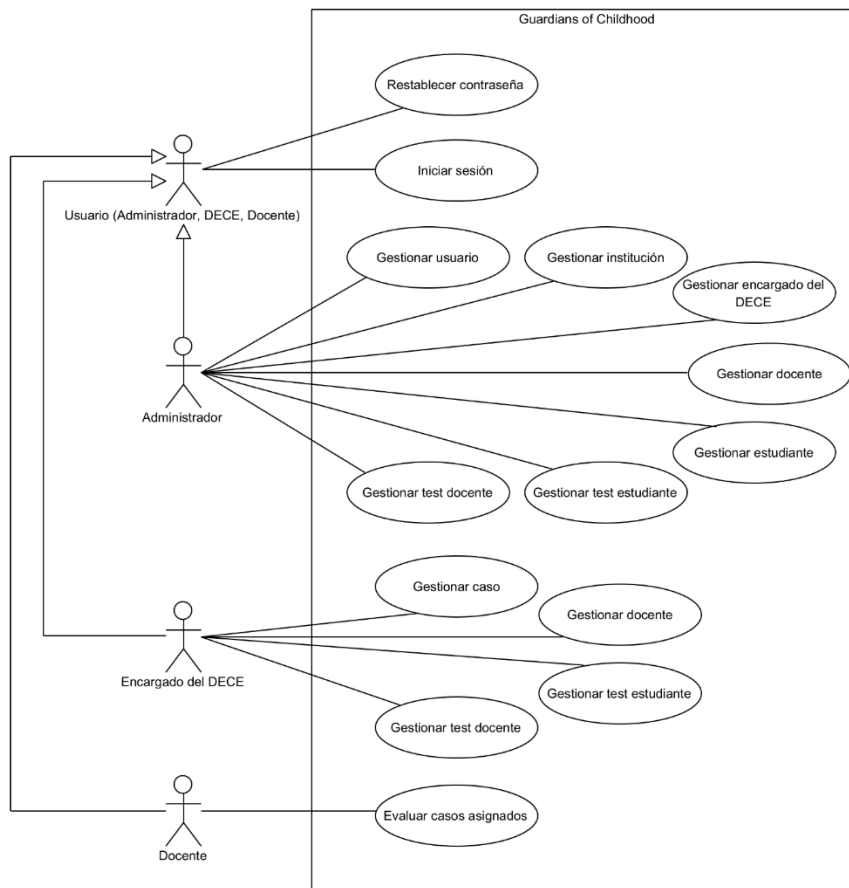 Guardians of Childhood
Restablecer contraseña
Iniciar sesión
Usuario (Administrador, DECE, Docente)
Gestionar usuario
Gestionar institución
Gestionar encargado del
DECE
Gestionar docente
Administrador
Gestionar estudiante
Gestionar test docente
Gestionar test estudiante
Gestionar caso
Gestionar docente
Encargado del DECE
Gestionar test estudiante
Gestionar test docente
Evaluar casos asignados
Docente